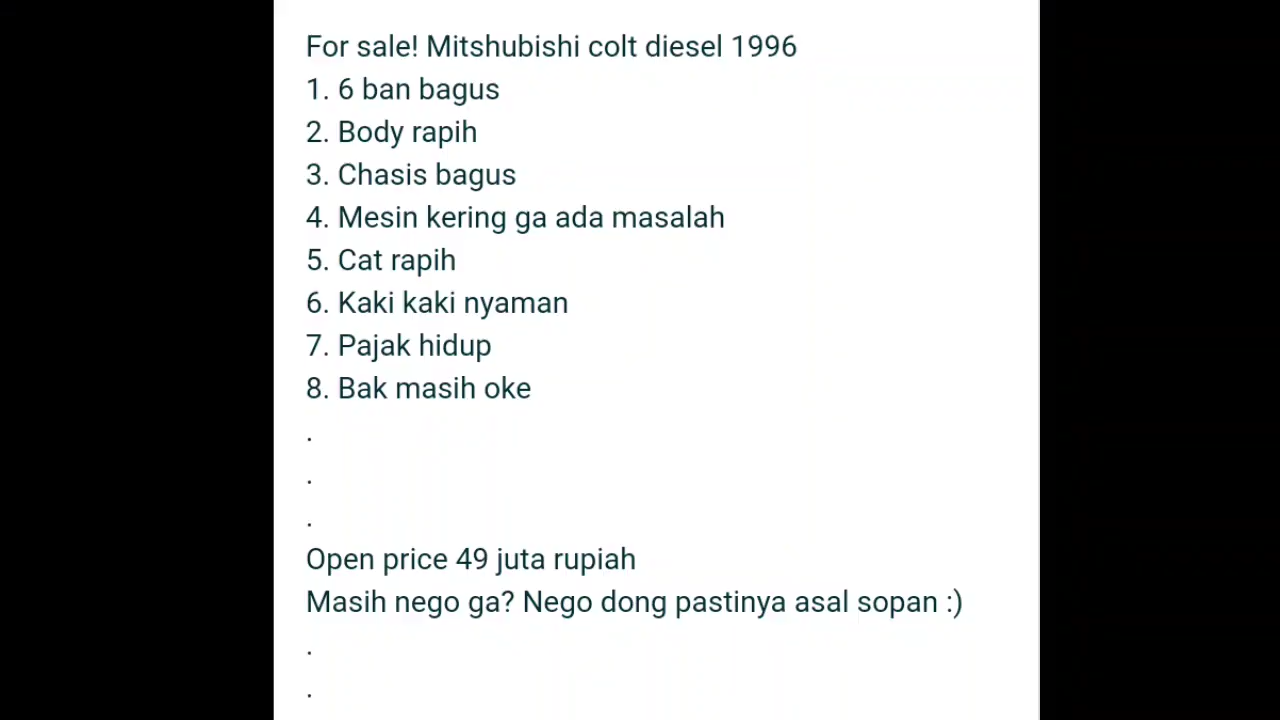 For sale! Mitshubishi colt diesel 1996
1. 6 ban bagus
2. Body rapih
3. Chasis bagus
4. Mesin kering ga ada masalah
5. Cat rapih
6. Kaki kaki nyaman
7. Pajak hidup
8. Bak masih oke
.
.
.
Open price 49 juta rupiah
Masih nego ga? Nego dong pastinya asal sopan :)
.
.